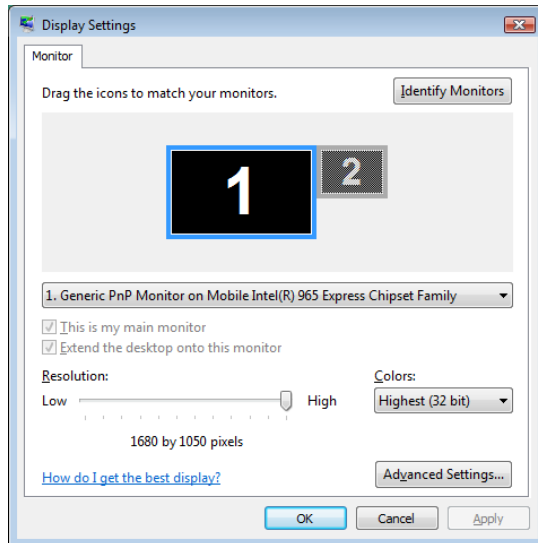 Display Settings
Monitor
Drag the icons to match your monitors.
Identify Monitors
1
2
1. Generic PnP Monitor on Mobile Intel(R) 965 Express Chipset Family
This is my main monitor
Extend the desktop onto this monitor
Resolution:
Colors:
Low
High
Highest (32 bit)
1680 by 1050 pixels
How do I get the best display?
Advanced Settings...
OK
Cancel
Apply